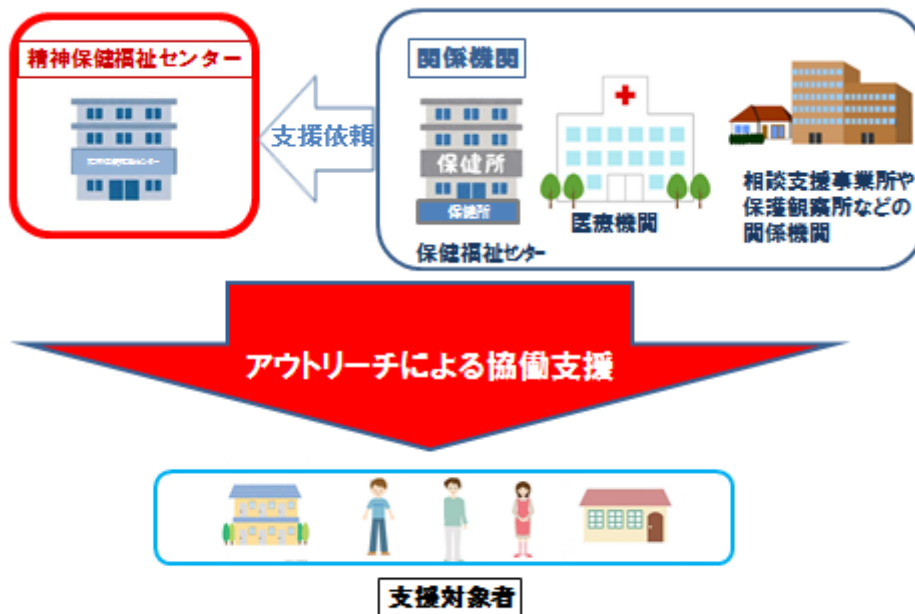 精神保健福祉センター
支援依頼
関係機関
保健所
保健所
保健福祉センター
医療機関
相談支援事業所や
保護観察所などの
関係機関
アウトリーチによる協働支援
支援対象者